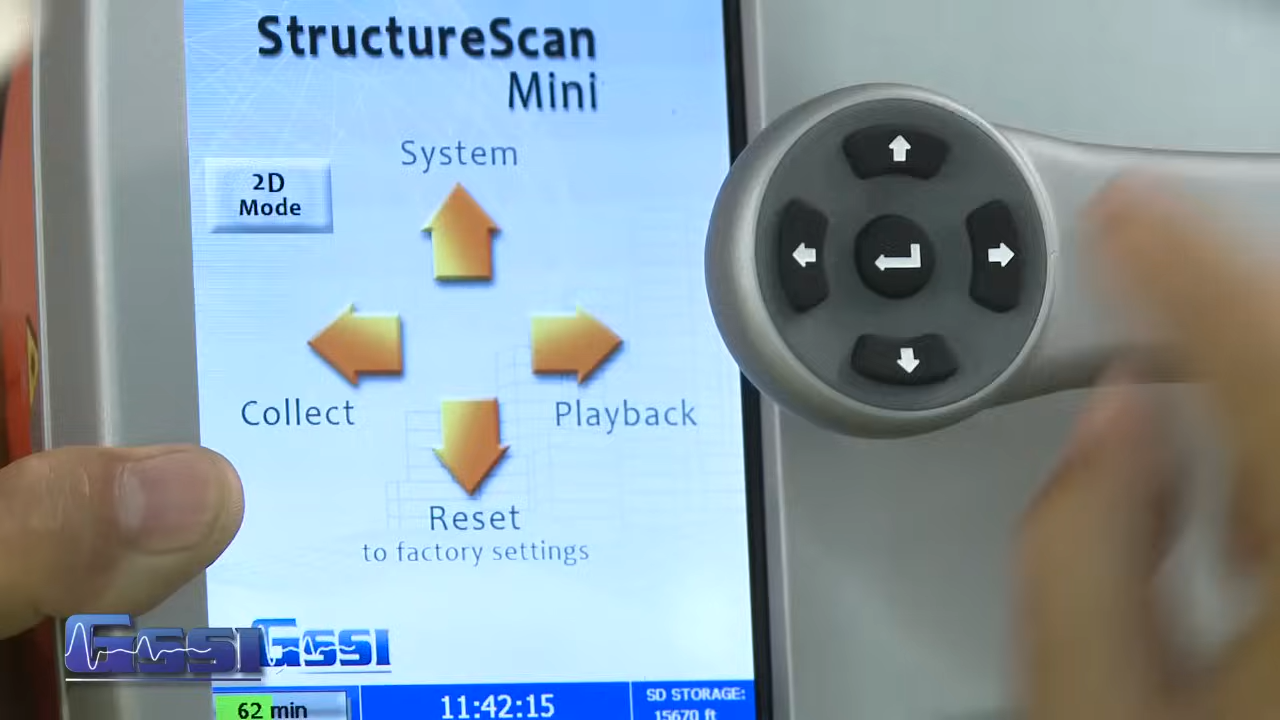 StructureScan
Mini
System
2D
Mode
Collect
Playback
Reset
to factory settings
GSSI
GSSI
62 min
11:42:15
SD STORAGE:
15670 ft